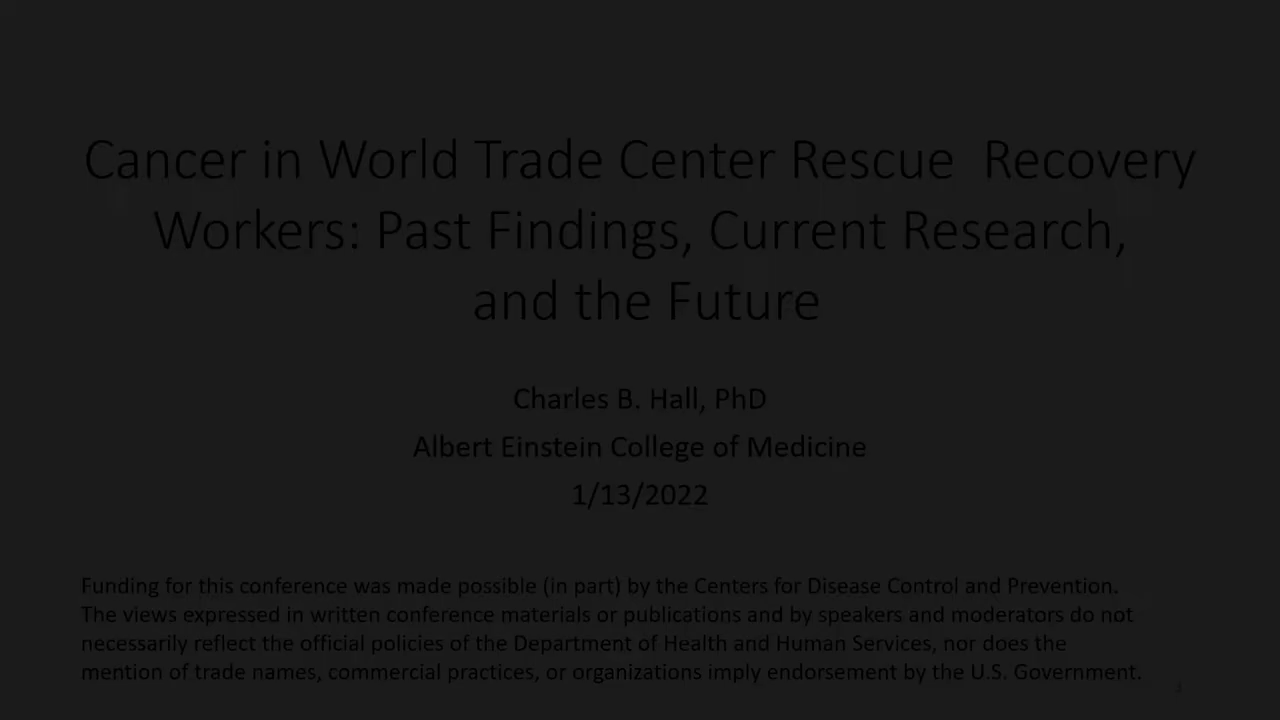 Cancer in World Trade Center Rescue  Recovery
Workers: Past Findings, Current Research,
and the Future
Charles B. Hall, PhD
Albert Einstein College of Medicine
1/13/2022
Funding for this conference was made possible (in part) by the Centers for Disease Control and Prevention.
The views expressed in written conference materials or publications and by speakers and moderators do not
necessarily reflect the official policies of the Department of Health and Human Services, nor does the
mention of trade names, commercial practices, or organizations imply endorsement by the U.S. Government.